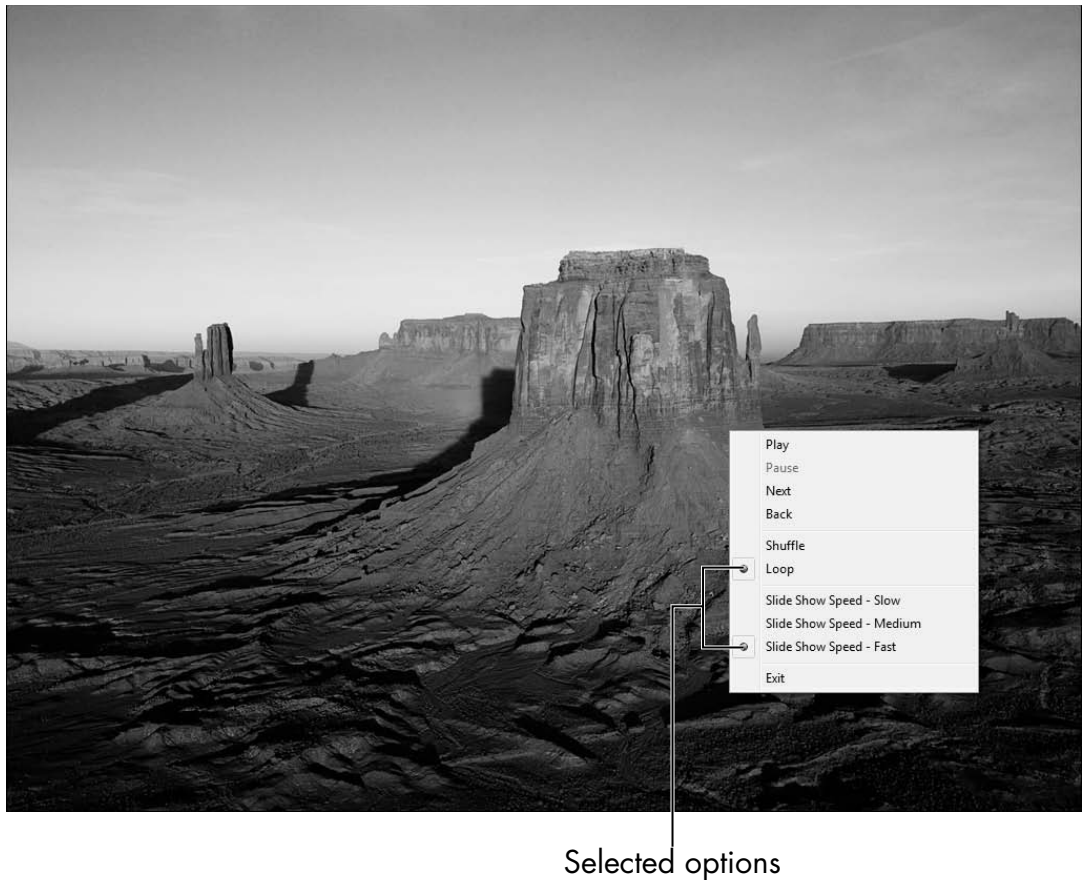 Play
Pause
Next
Back
Shuffle
Loop
Slide Show Speed - Slow
Slide Show Speed - Medium
Slide Show Speed - Fast
Exit
Selected options